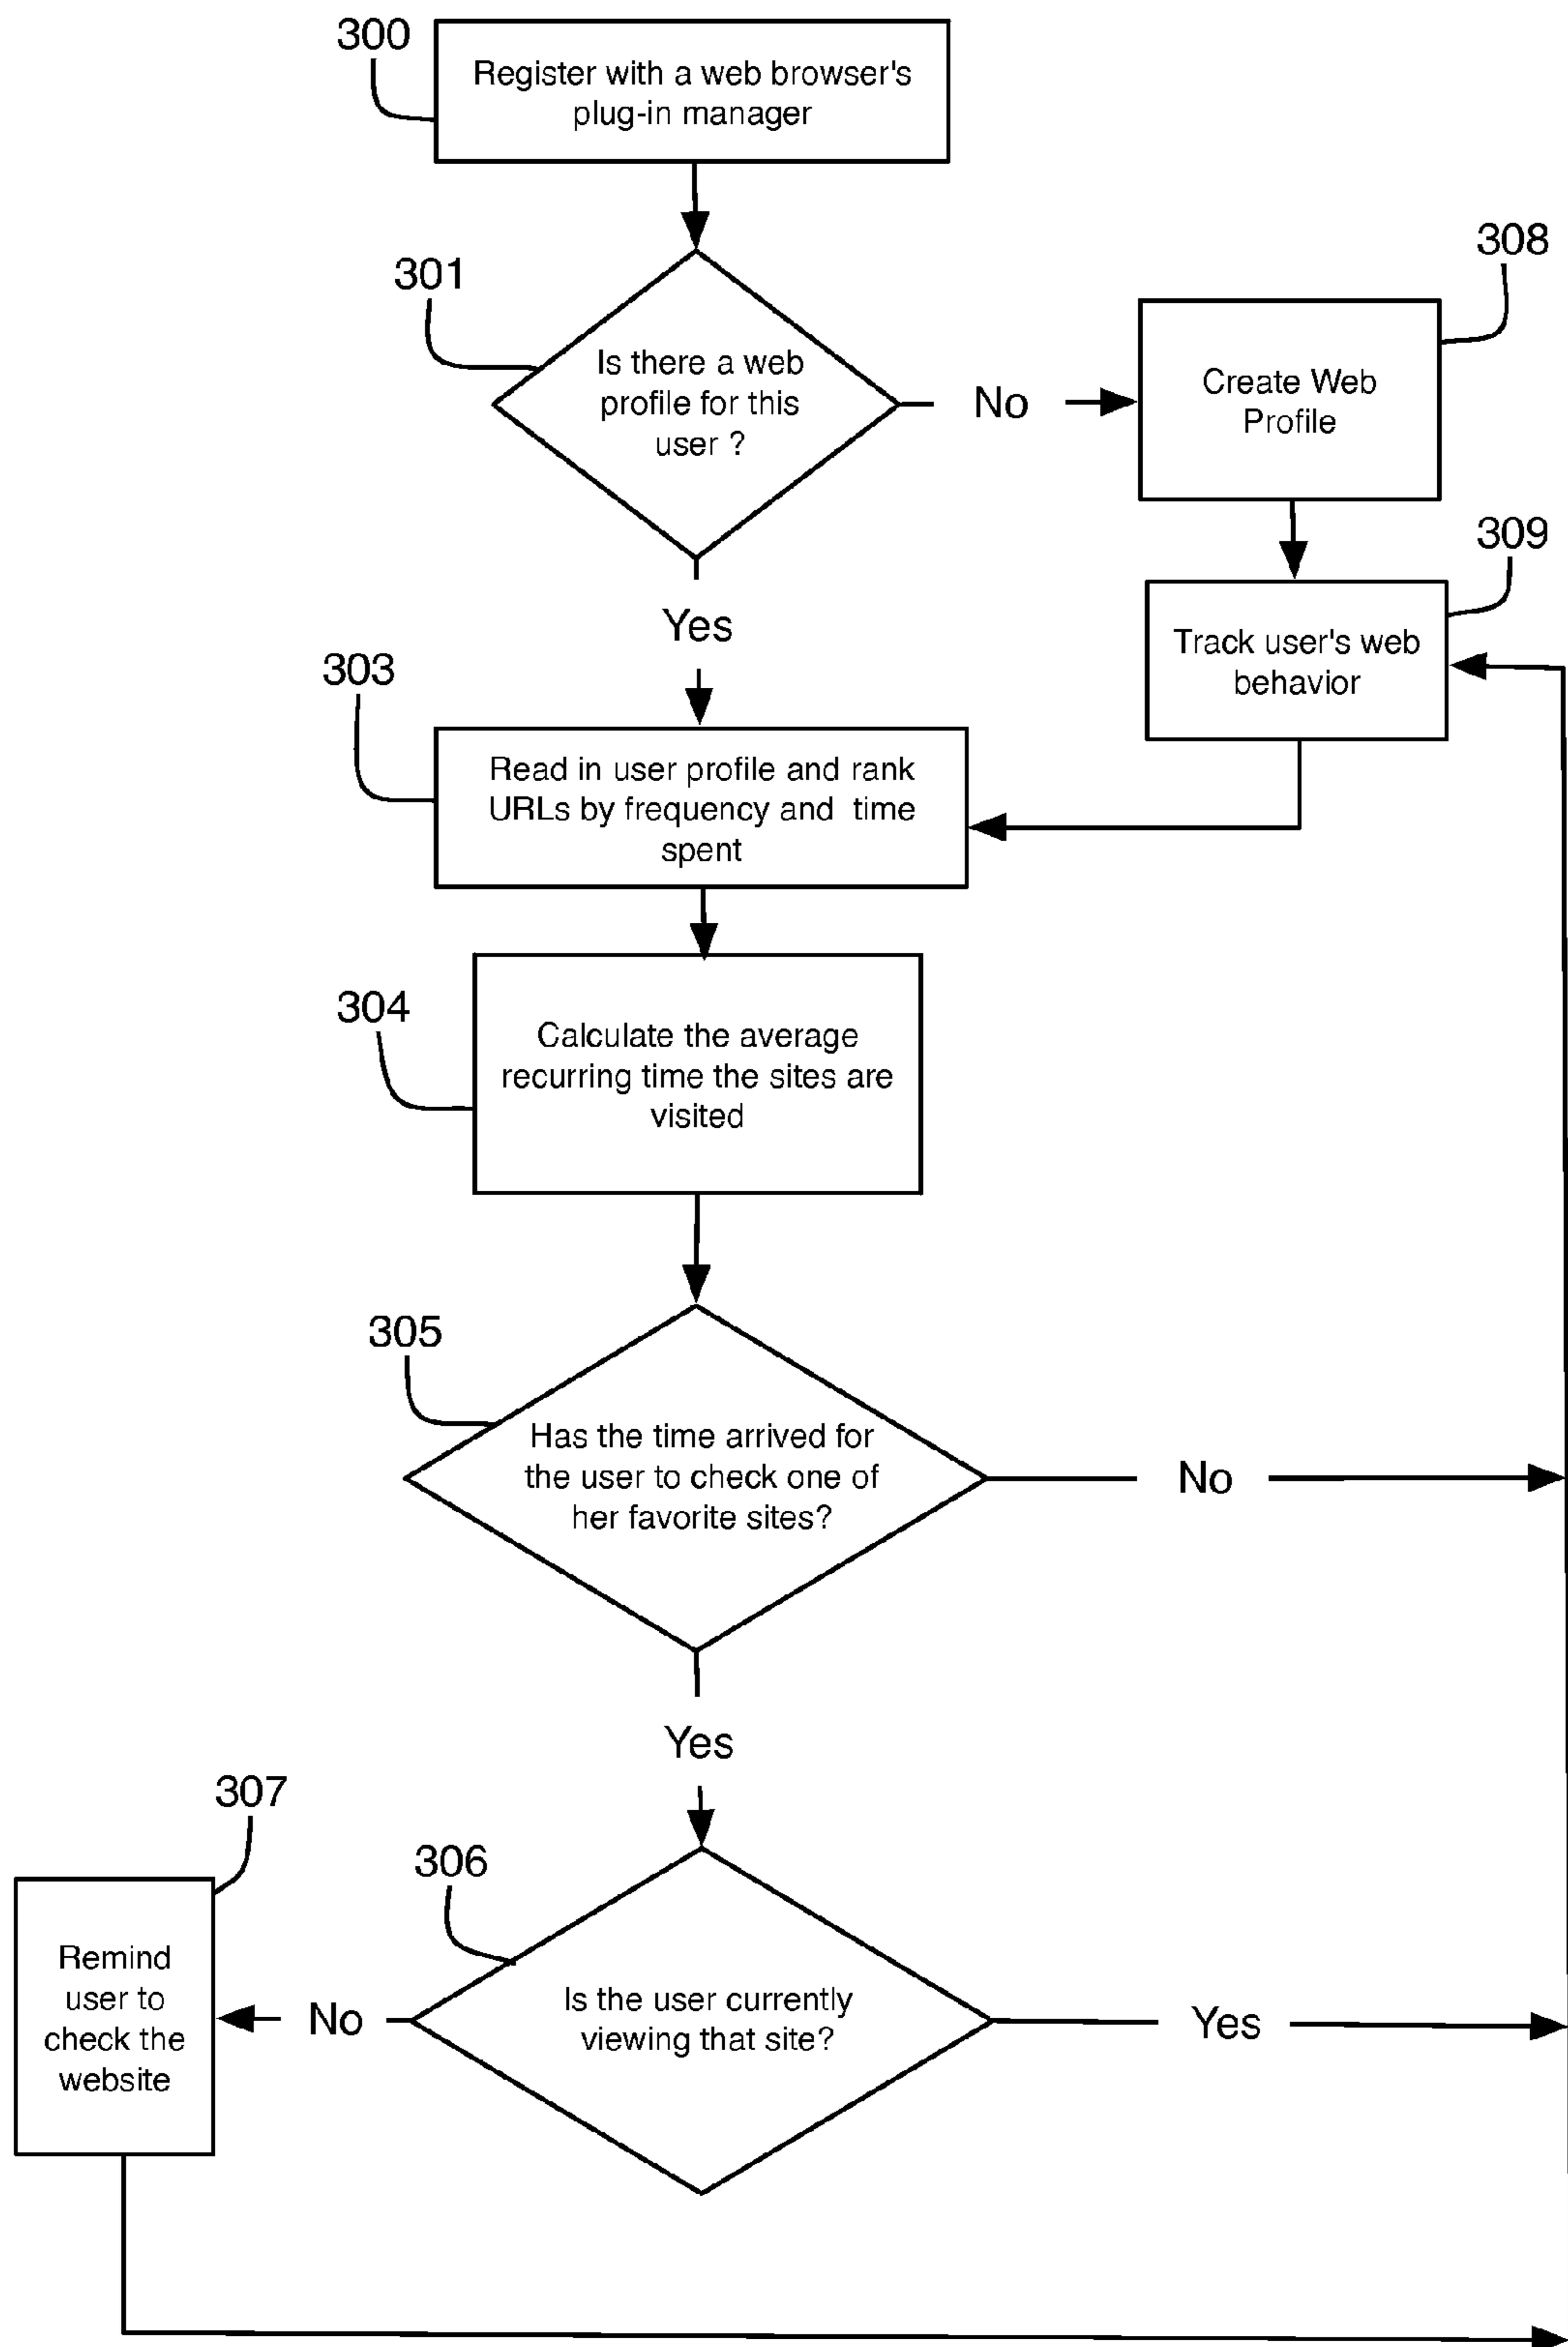 300
Register with a web browser's
plug-in manager
301
Is there a web
profile for this
user ?
No
308
Create Web
Profile
309
Track user's web
behavior
Yes
303
Read in user profile and rank
URLs by frequency and time
spent
304
Calculate the average
recurring time the sites are
visited
305
Has the time arrived for
the user to check one of
her favorite sites?
No
Yes
307
Remind
user to
check the
website
No
306
Is the user currently
viewing that site?
Yes